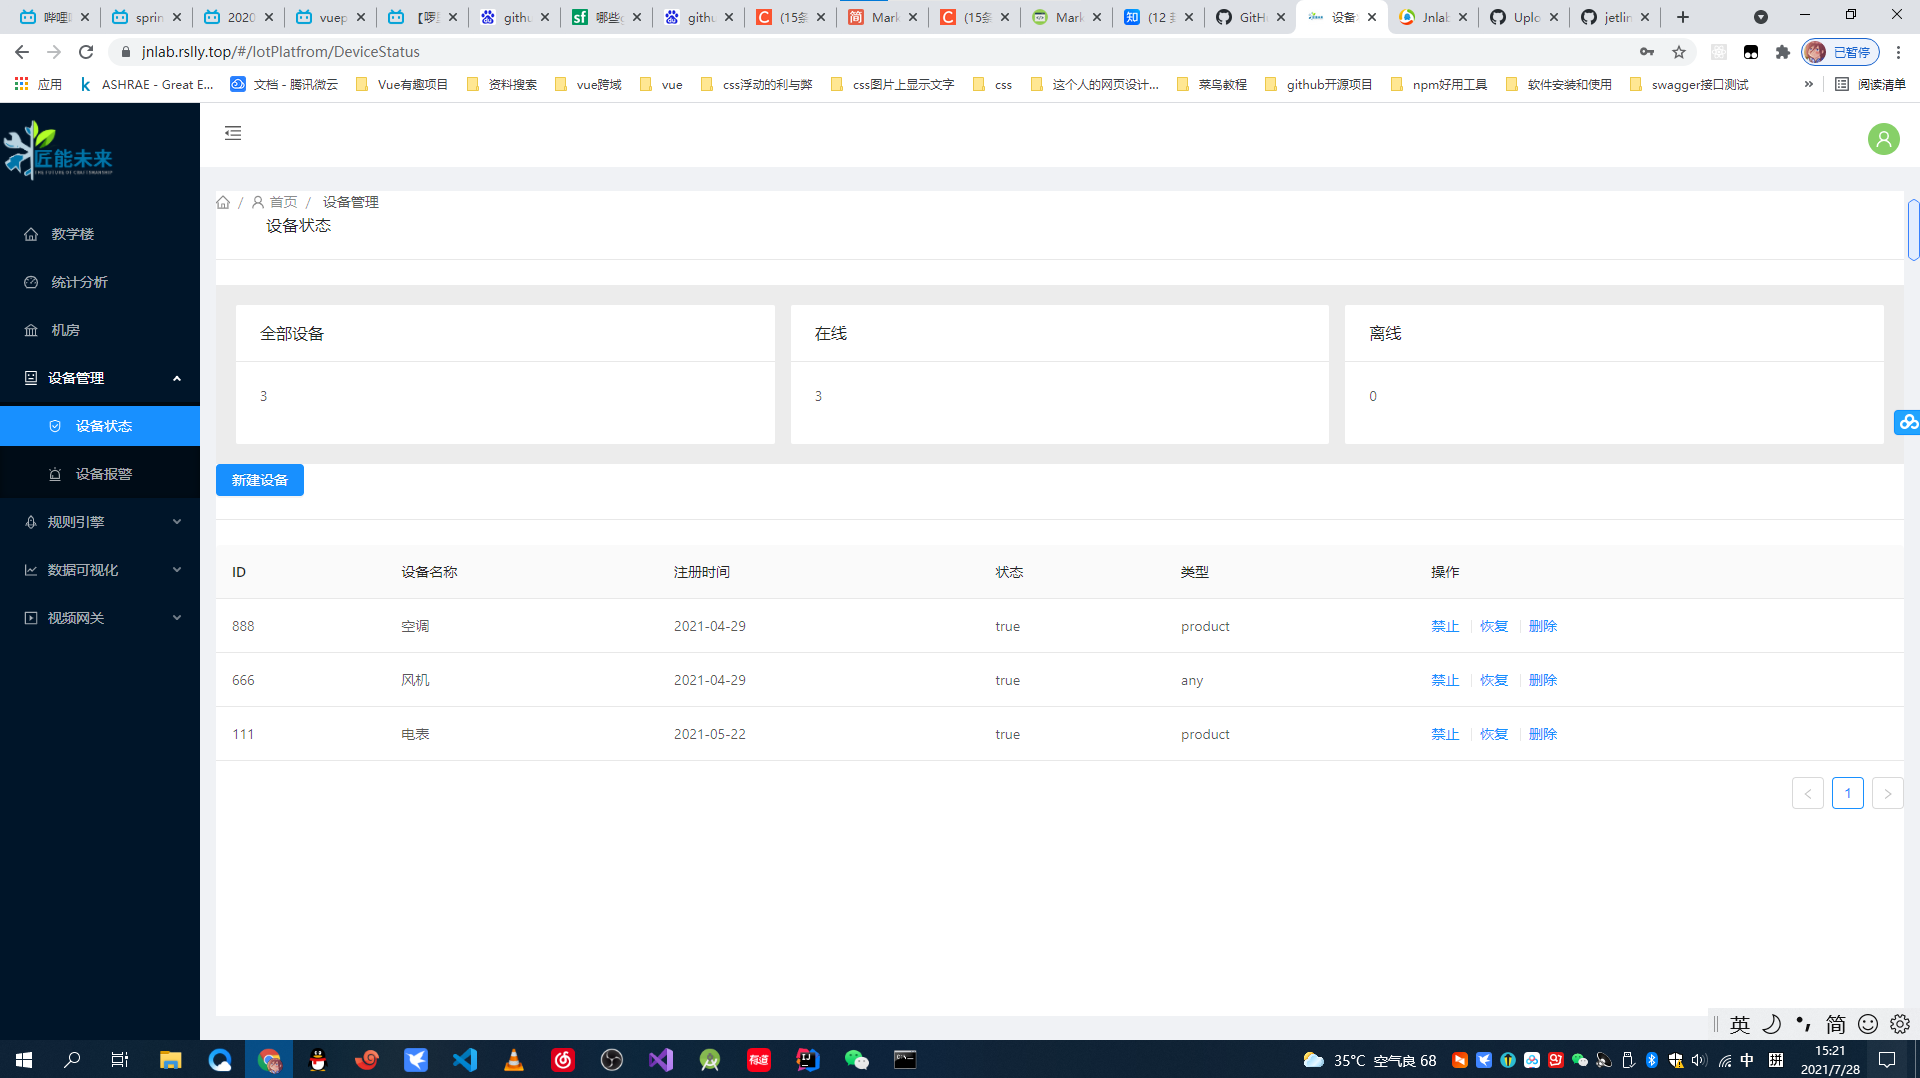 哔哩 sprin 2020 vuep githu 哪些 githu (15条 Mark (15条 Mark (12 GitHu 设备 Jnlab Uplo jetlin
jnlab.rslly.top/#/IotPlatfrom/DeviceStatus 已暂停
应用 ASHRAE - Great E... 文档 - 腾讯微云 Vue有趣项目 资料搜索 vue跨域 vue css浮动的利与弊 css图片上显示文字 css 这个人的网页设计... 菜鸟教程 github开源项目 npm好用工具 软件安装和使用 swagger接口测试 » 阅读清单
匠能未来
THE FUTURE OF CRAFTSMANSHIP
教学楼
统计分析
机房
设备管理
设备状态
设备报警
规则引擎
数据可视化
视频网关
/ 首页 / 设备管理
设备状态
全部设备 在线 离线
3 3 0
新建设备
ID 设备名称 注册时间 状态 类型 操作
888 空调 2021-04-29 true product 禁止 恢复 删除
666 风机 2021-04-29 true any 禁止 恢复 删除
111 电表 2021-05-22 true product 禁止 恢复 删除
< 1 >
英 简
35°C 空气良 68 中 拼 15:21
2021/7/28